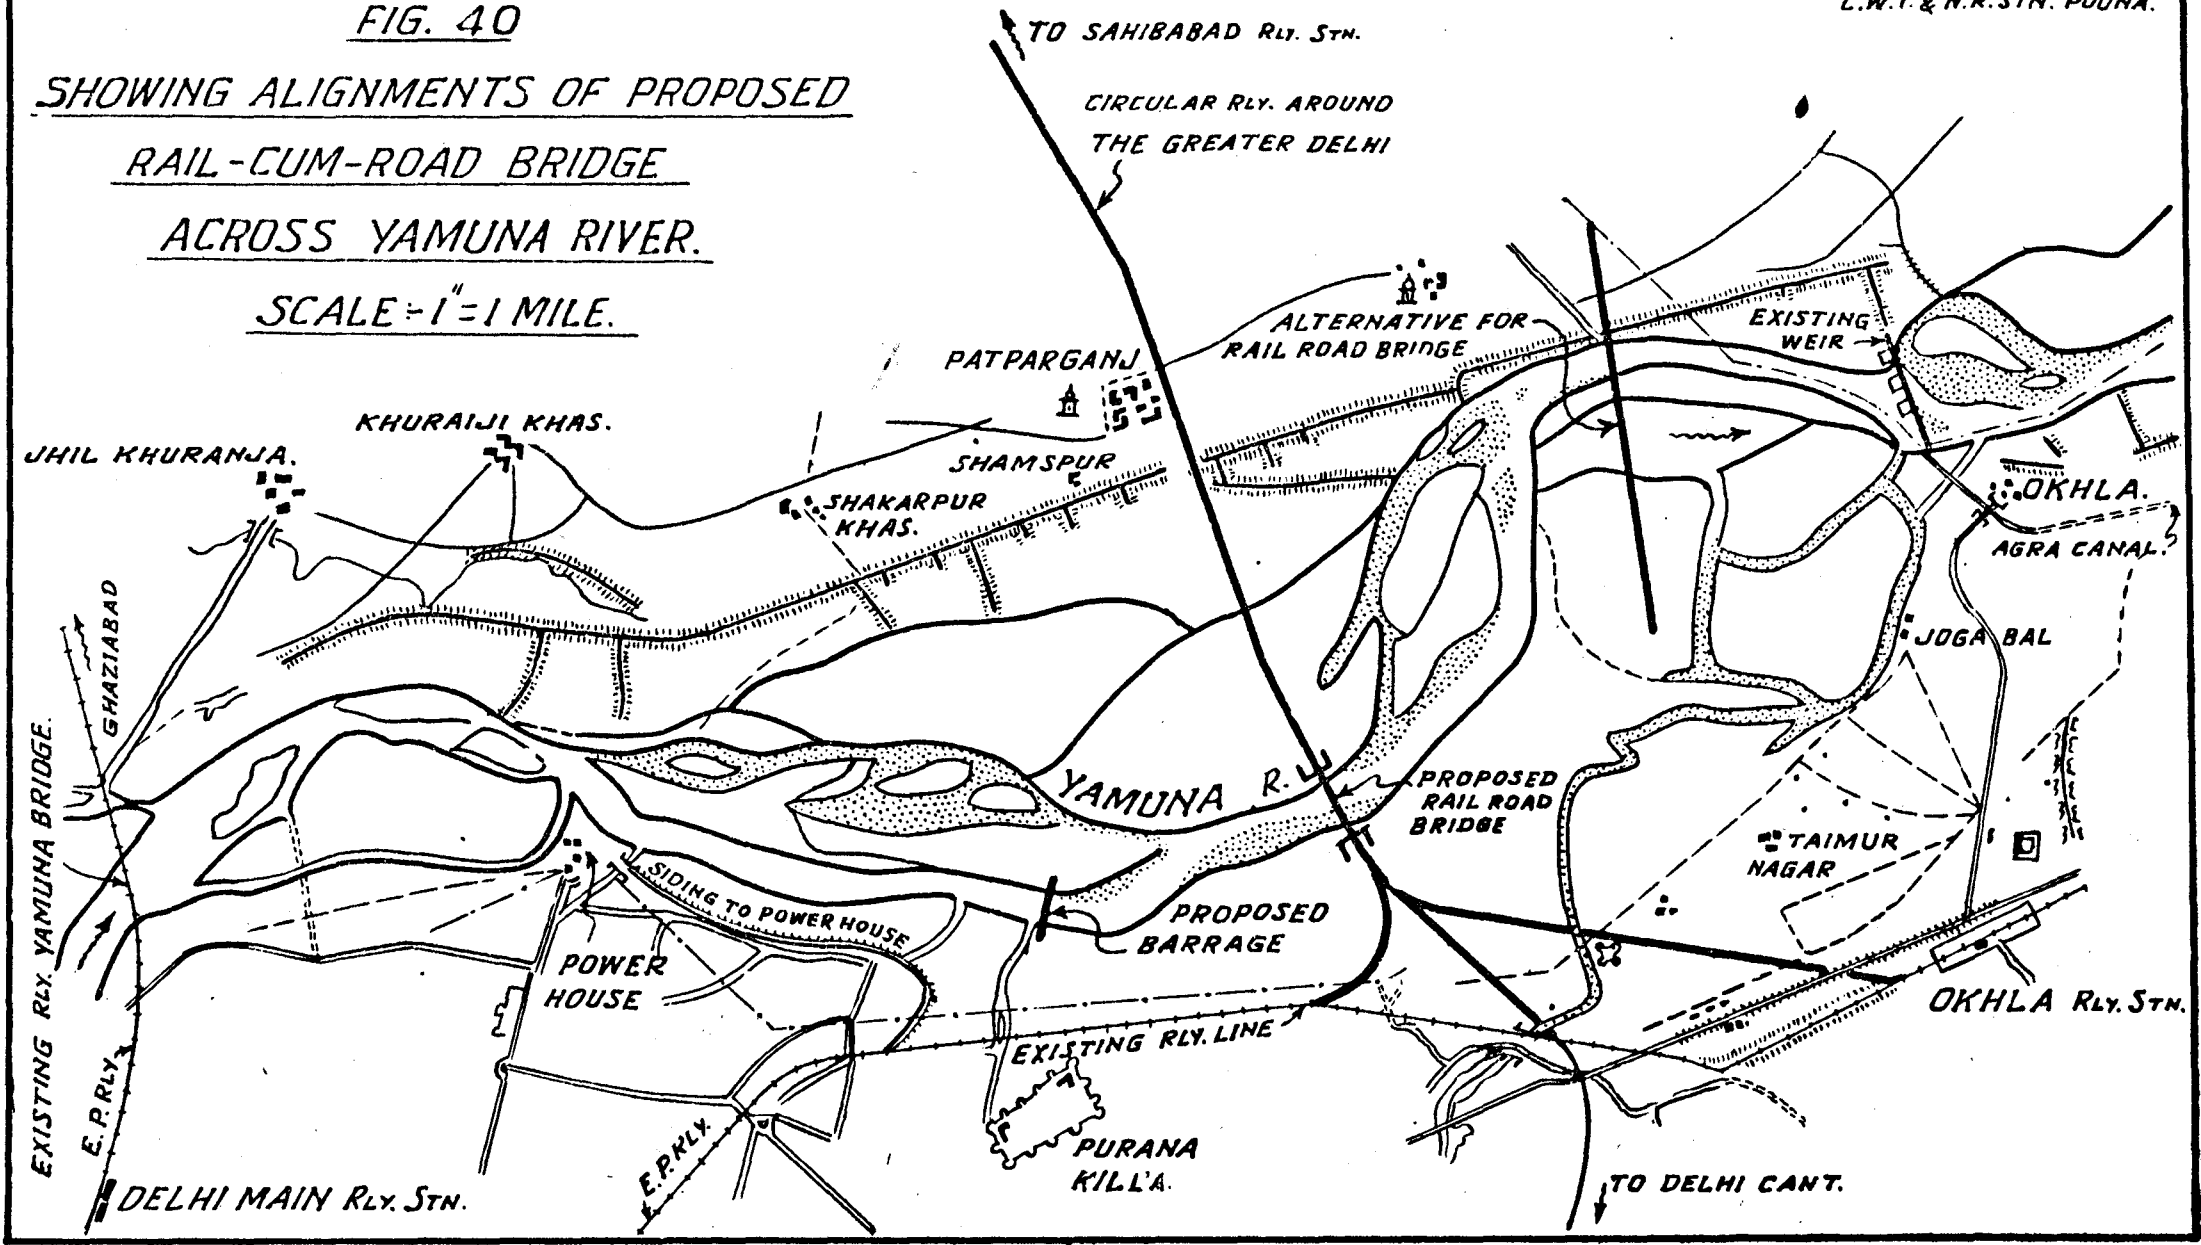 FIG. 40
SHOWING ALIGNMENTS OF PROPOSED
RAIL-CUM-ROAD BRIDGE
ACROSS YAMUNA RIVER.
SCALE:-1"=1 MILE.
C.W.I. & H.R.STN. POONA.
TO SAHIBABAD RLY. STN.
CIRCULAR RLY. AROUND
THE GREATER DELHI
ALTERNATIVE FOR
RAIL ROAD BRIDGE
EXISTING
WEIR
PATPARGANJ
KHURAIJI KHAS.
JHIL KHURANJA.
SHAMSPUR
SHAKARPUR
KHAS.
OKHLA.
AGRA CANAL.
GHAZIABAD
JOGA BAL
EXISTING RLY. YAMUNA BRIDGE.
YAMUNA R.
PROPOSED
RAIL ROAD
BRIDGE
TAIMUR
NAGAR
SIDING TO POWER HOUSE
PROPOSED
BARRAGE
POWER
HOUSE
OKHLA RLY. STN.
EXISTING RLY. LINE
E.P.RLY.
E.P.RLY.
PURANA
KILLA.
DELHI MAIN RLY. STN.
TO DELHI CANT.